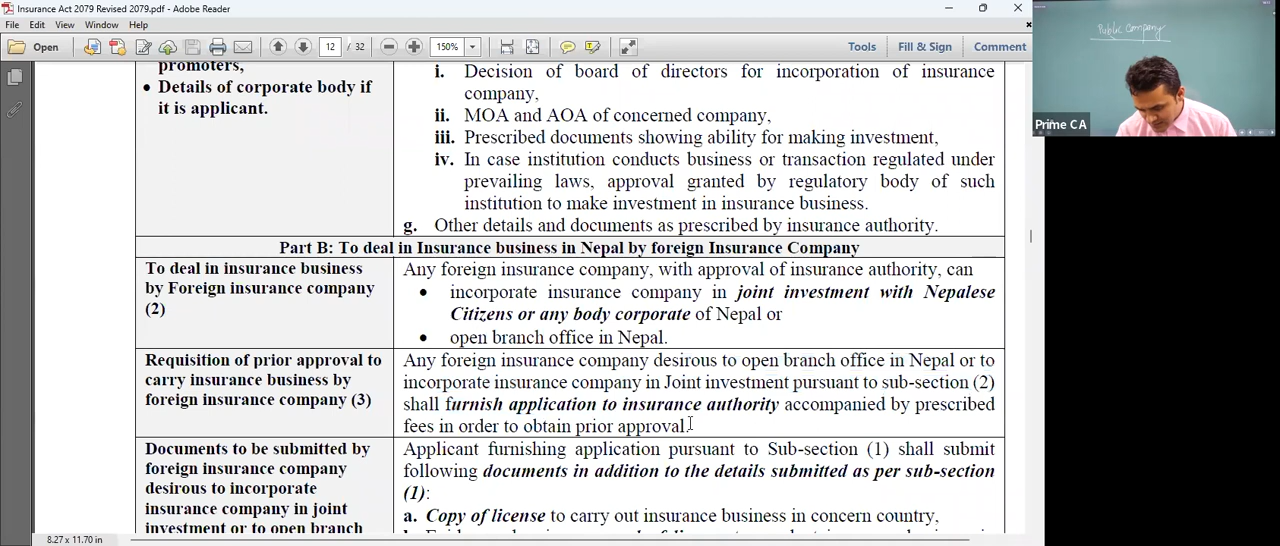 Insurance Act 2079 Revised 2079.pdf - Adobe Reader
File Edit View Window Help
Open
12 / 32
150%
Tools Fill & Sign Comment
promoters,
• Details of corporate body if
it is applicant.
i. Decision of board of directors for incorporation of insurance
company,
ii. MOA and AOA of concerned company,
iii. Prescribed documents showing ability for making investment,
iv. In case institution conducts business or transaction regulated under
prevailing laws, approval granted by regulatory body of such
institution to make investment in insurance business.
g. Other details and documents as prescribed by insurance authority.
Part B: To deal in Insurance business in Nepal by foreign Insurance Company
To deal in insurance business
by Foreign insurance company
(2)
Any foreign insurance company, with approval of insurance authority, can
• incorporate insurance company in joint investment with Nepalese
Citizens or any body corporate of Nepal or
• open branch office in Nepal.
Requisition of prior approval to
carry insurance business by
foreign insurance company (3)
Any foreign insurance company desirous to open branch office in Nepal or to
incorporate insurance company in Joint investment pursuant to sub-section (2)
shall furnish application to insurance authority accompanied by prescribed
fees in order to obtain prior approval.
Documents to be submitted by
foreign insurance company
desirous to incorporate
insurance company in joint
investment or to open branch
Applicant furnishing application pursuant to Sub-section (1) shall submit
following documents in addition to the details submitted as per sub-section
(1):
a. Copy of license to carry out insurance business in concern country,
8.27 x 11.70 in
Public Company
Prime CA